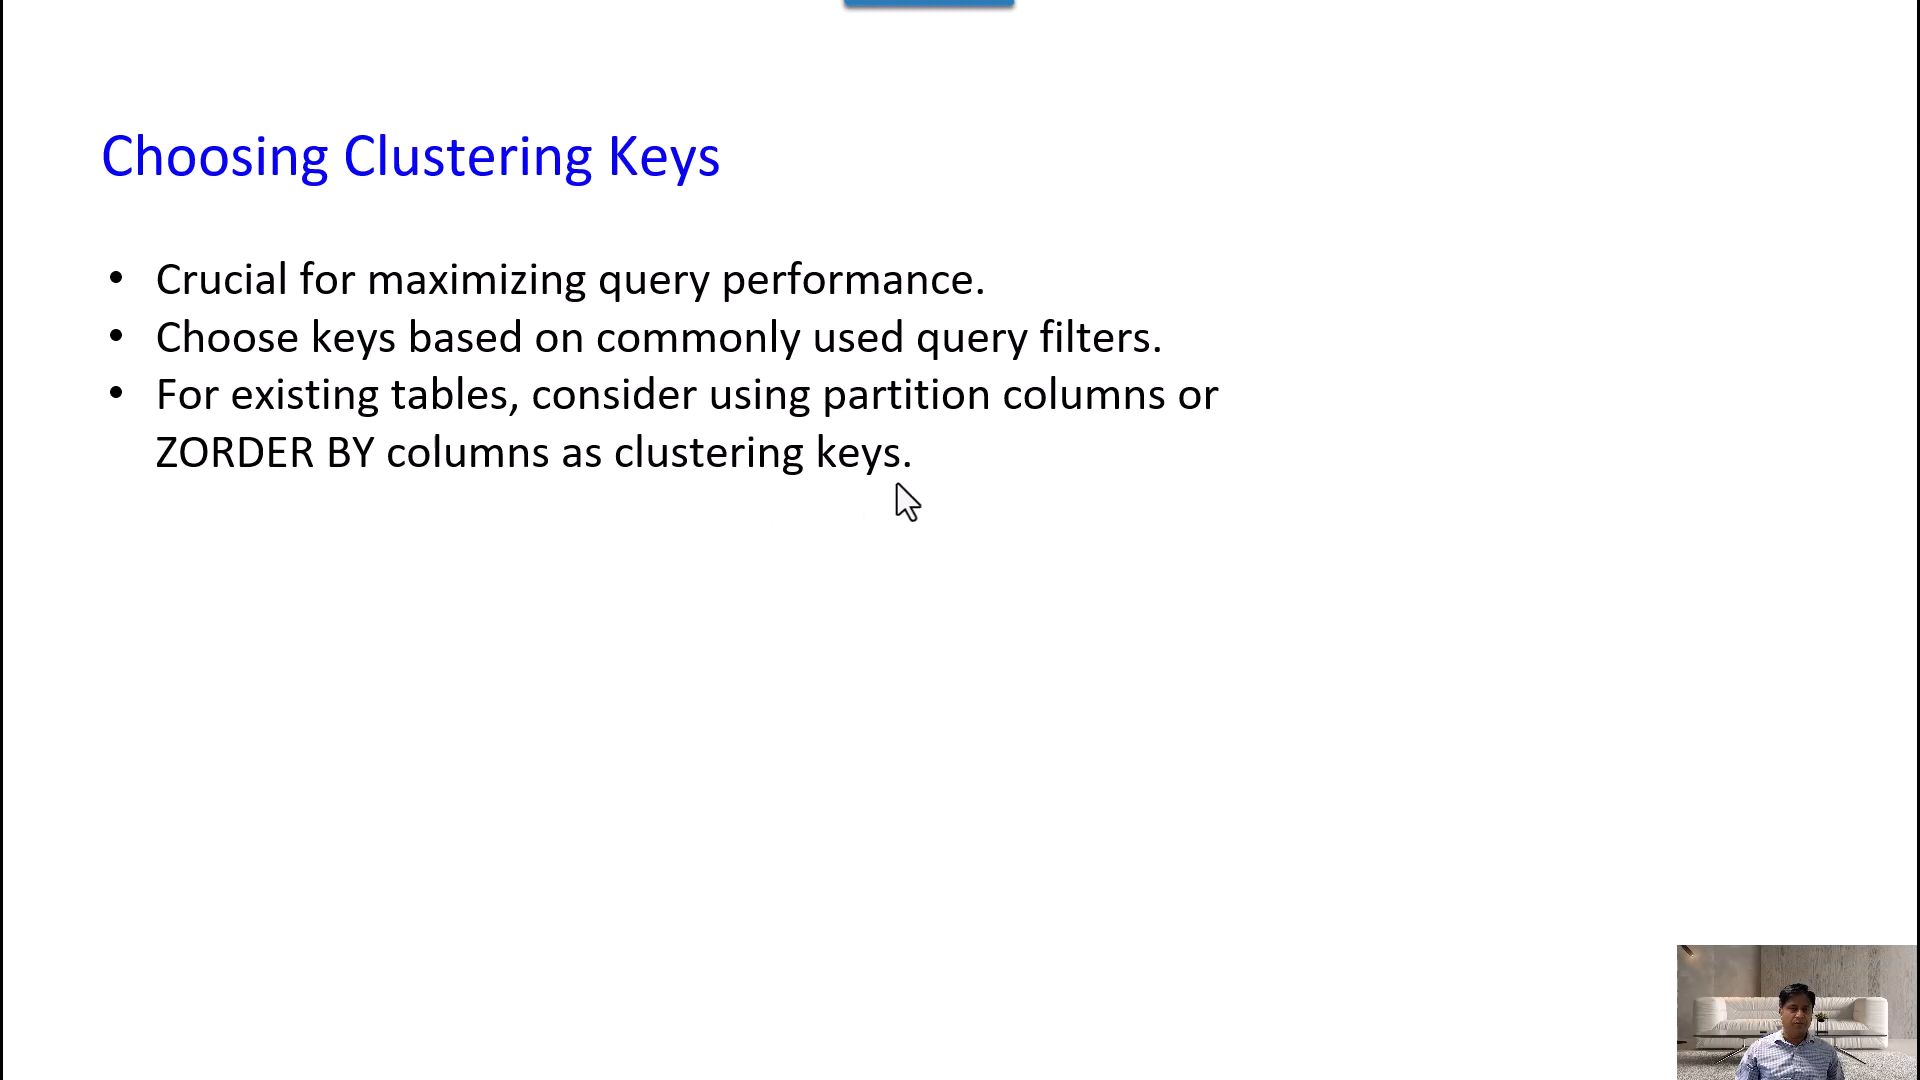 Choosing Clustering Keys
• Crucial for maximizing query performance.
• Choose keys based on commonly used query filters.
• For existing tables, consider using partition columns or
ZORDER BY columns as clustering keys.